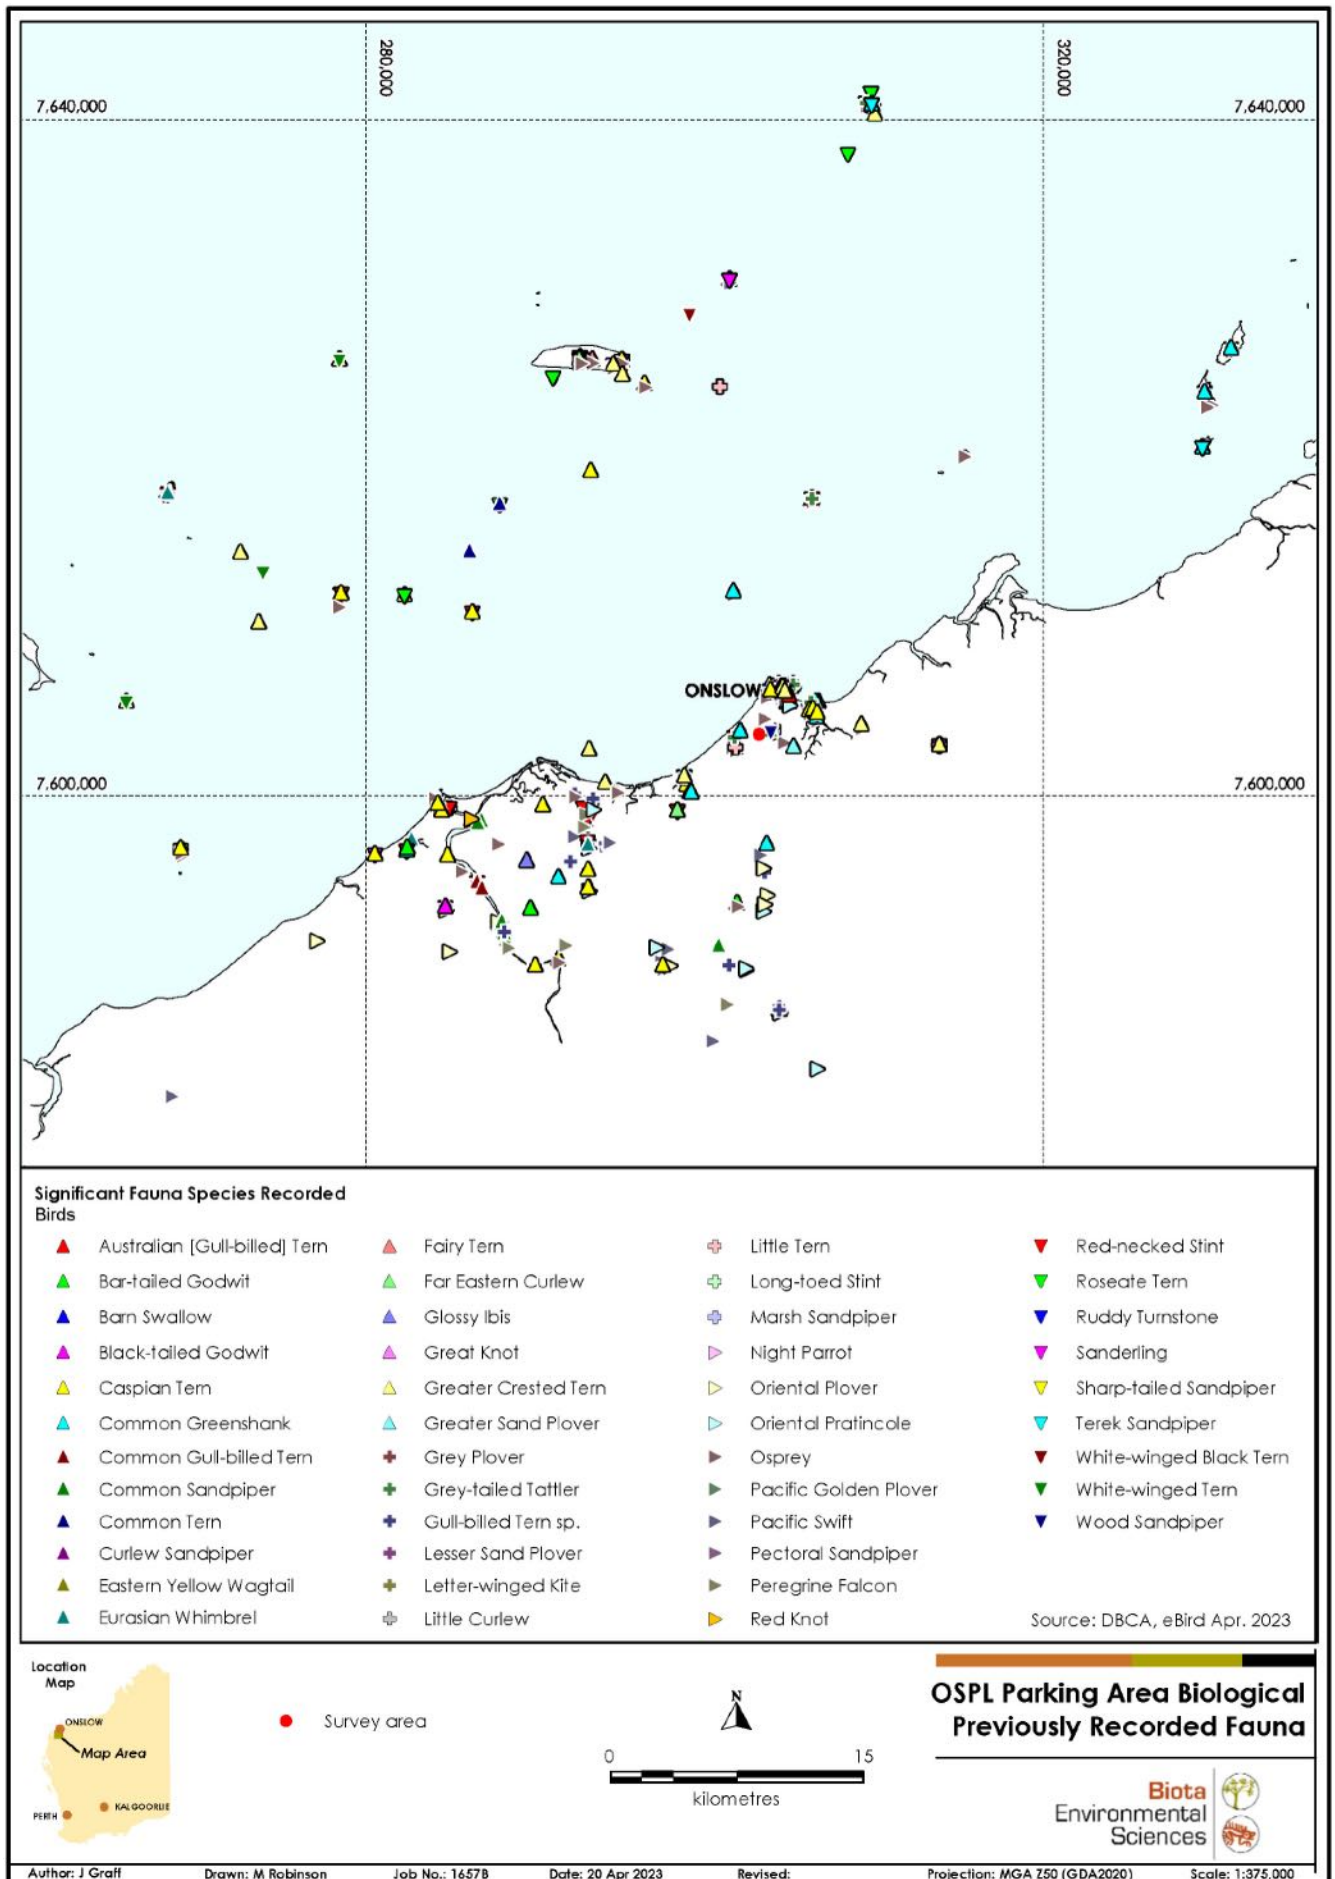 280,000
320,000
7,640,000
7,640,000
ONSLOW
7,600,000
7,600,000
Significant Fauna Species Recorded
Birds
Australian [Gull-billed] Tern
Bar-tailed Godwit
Barn Swallow
Black-tailed Godwit
Caspian Tern
Common Greenshank
Common Gull-billed Tern
Common Sandpiper
Common Tern
Curlew Sandpiper
Eastern Yellow Wagtail
Eurasian Whimbrel
Fairy Tern
Far Eastern Curlew
Glossy Ibis
Great Knot
Greater Crested Tern
Greater Sand Plover
Grey Plover
Grey-tailed Tattler
Gull-billed Tern sp.
Lesser Sand Plover
Letter-winged Kite
Little Curlew
Little Tern
Long-toed Stint
Marsh Sandpiper
Night Parrot
Oriental Plover
Oriental Pratincole
Osprey
Pacific Golden Plover
Pacific Swift
Pectoral Sandpiper
Peregrine Falcon
Red Knot
Red-necked Stint
Roseate Tern
Ruddy Turnstone
Sanderling
Sharp-tailed Sandpiper
Terek Sandpiper
White-winged Black Tern
White-winged Tern
Wood Sandpiper
Source: DBCA, eBird Apr. 2023
Location
Map
ONSLOW
Map Area
PERTH
KALGOORLIE
Survey area
N
0 15
kilometres
OSPL Parking Area Biological
Previously Recorded Fauna
Biota
Environmental
Sciences
Author: J Graff Drawn: M Robinson Job No.: 1657B Date: 20 Apr 2023 Revised: Projection: MGA Z50 (GDA2020) Scale: 1:375,000